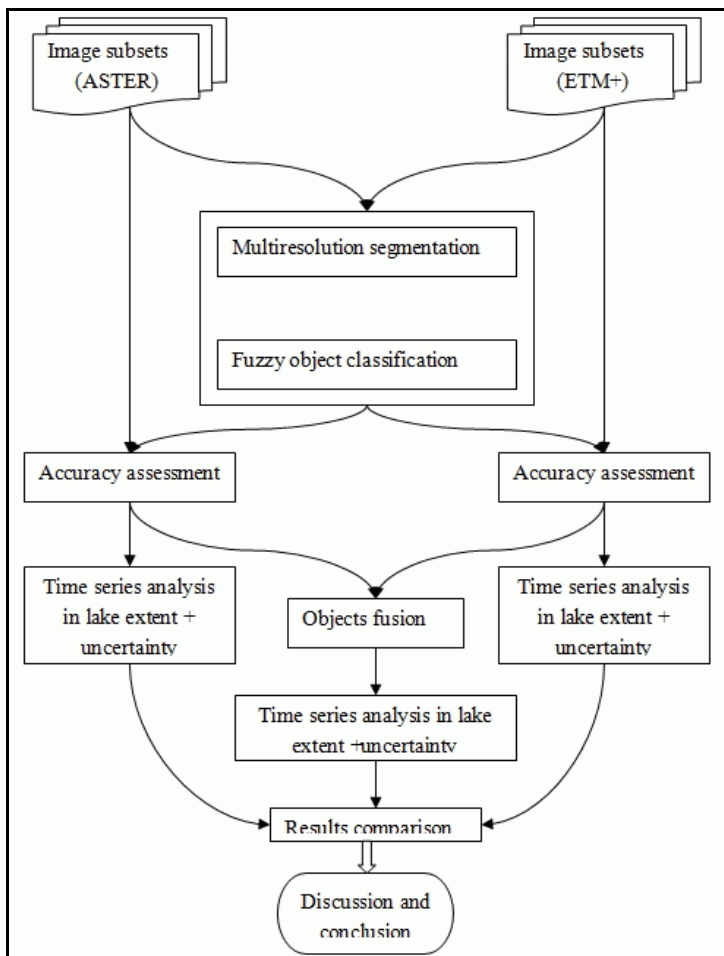 Image subsets
(ASTER)
Image subsets
(ETM+)
Multiresolution segmentation
Fuzzy object classification
Accuracy assessment
Accuracy assessment
Time series analysis
in lake extent +
uncertainty
Objects fusion
Time series analysis
in lake extent +
uncertainty
Time series analysis in lake
extent +uncertainty
Results comparison
Discussion and
conclusion